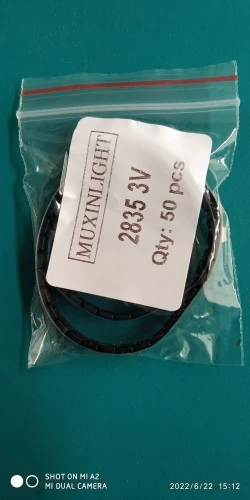 MUXINLIGHT
2835 3V
Qty: 50 pcs
SHOT ON MI A2
MI DUAL CAMERA
2022/6/22 15:12